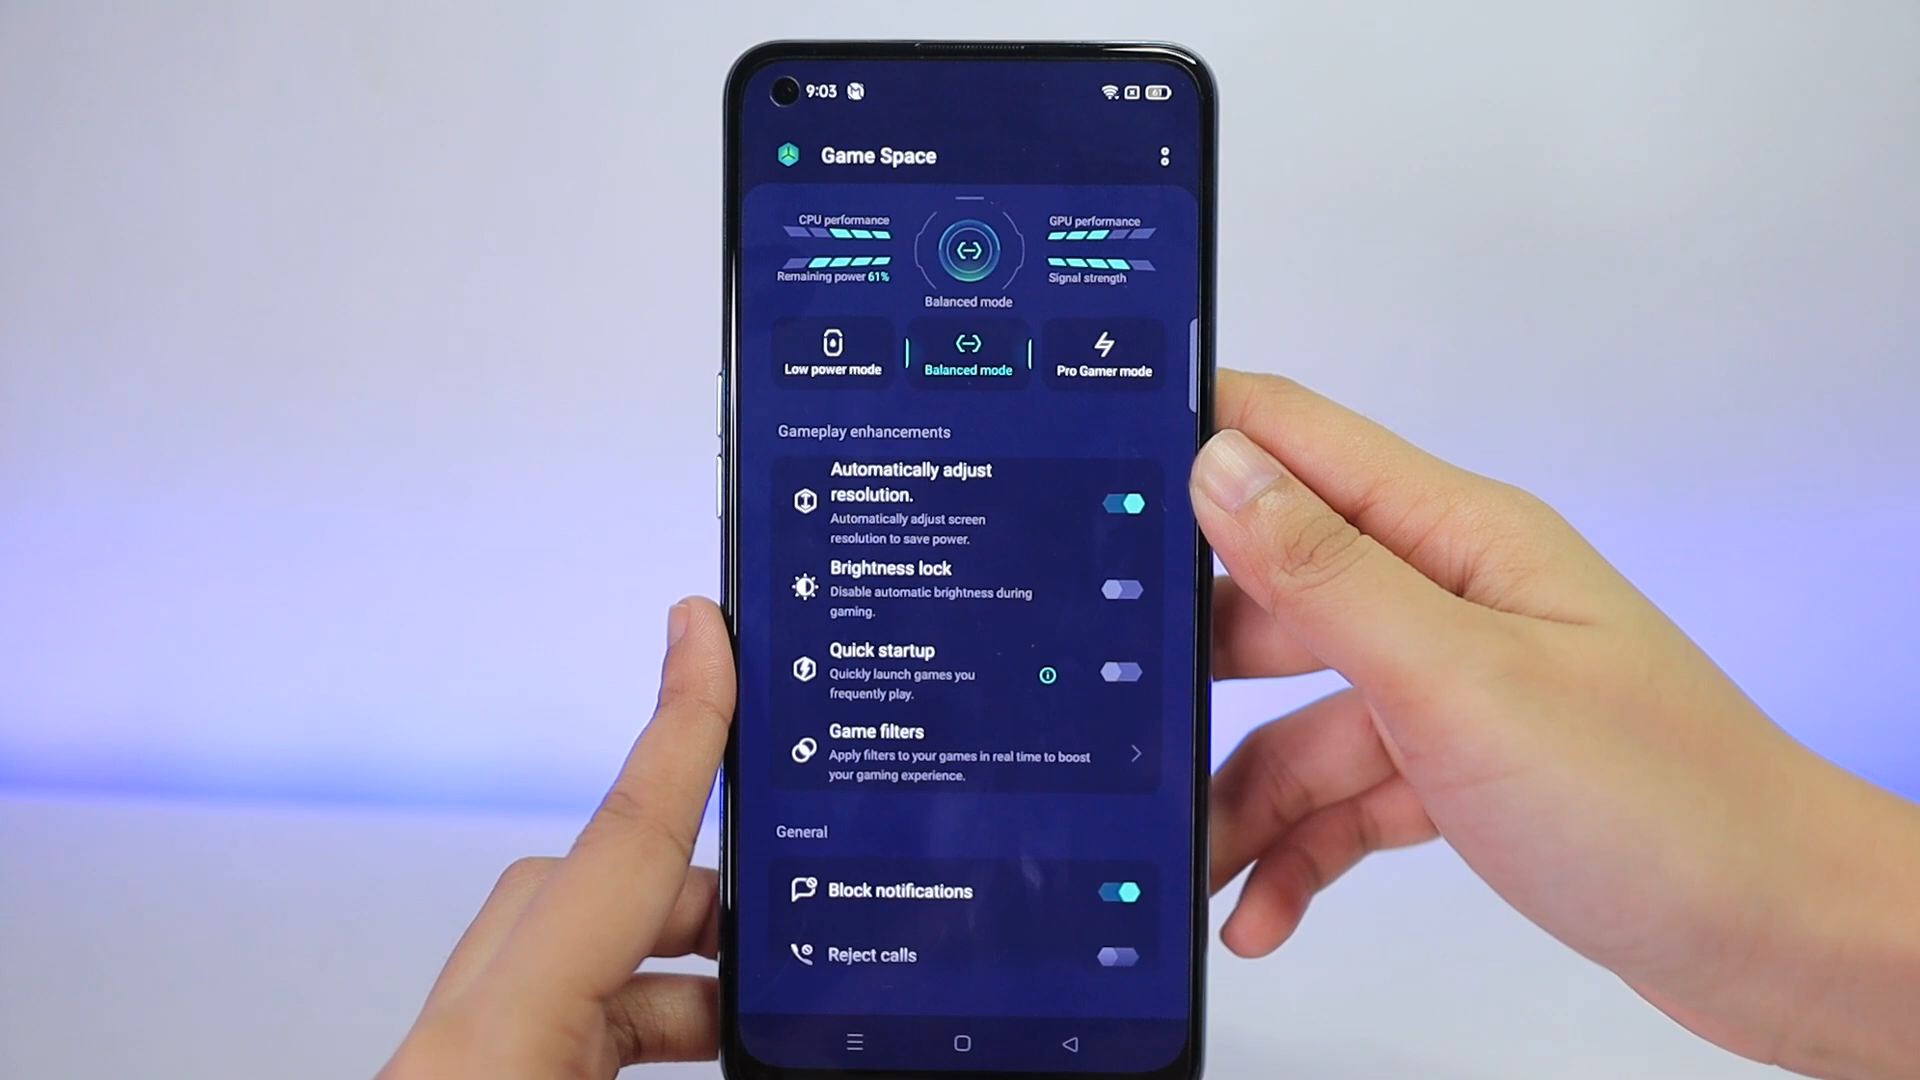 9:03
61
Game Space
CPU performance
GPU performance
Remaining power 61%
Signal strength
Balanced mode
Low power mode
Balanced mode
Pro Gamer mode
Gameplay enhancements
Automatically adjust
resolution.
Automatically adjust screen
resolution to save power.
Brightness lock
Disable automatic brightness during
gaming.
Quick startup
Quickly launch games you
frequently play.
Game filters
Apply filters to your games in real time to boost
your gaming experience.
General
Block notifications
Reject calls